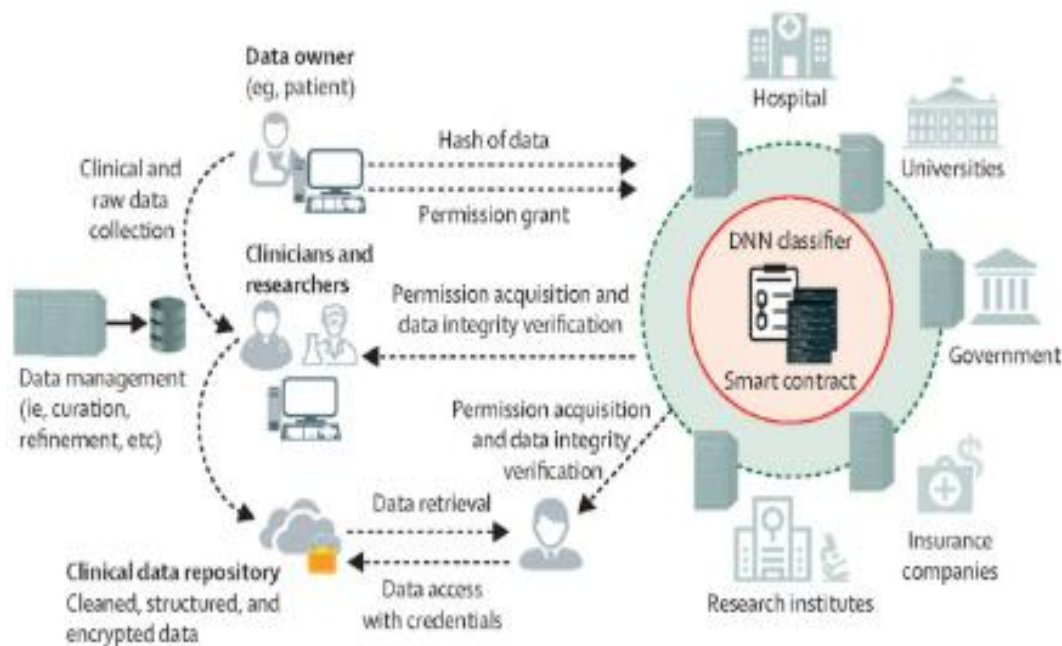 Data owner
(eg, patient)
Hospital
Clinical and
raw data
collection
Hash of data
Permission grant
Universities
DNN classifier
Clinicians and
researchers
Permission acquisition and
data integrity verification
Smart contract
Government
Data management
(ie, curation,
refinement, etc)
Permission acquisition
and data integrity
verification
Data retrieval
Data access
with credentials
Clinical data repository
Cleaned, structured, and
encrypted data
Research institutes
Insurance
companies